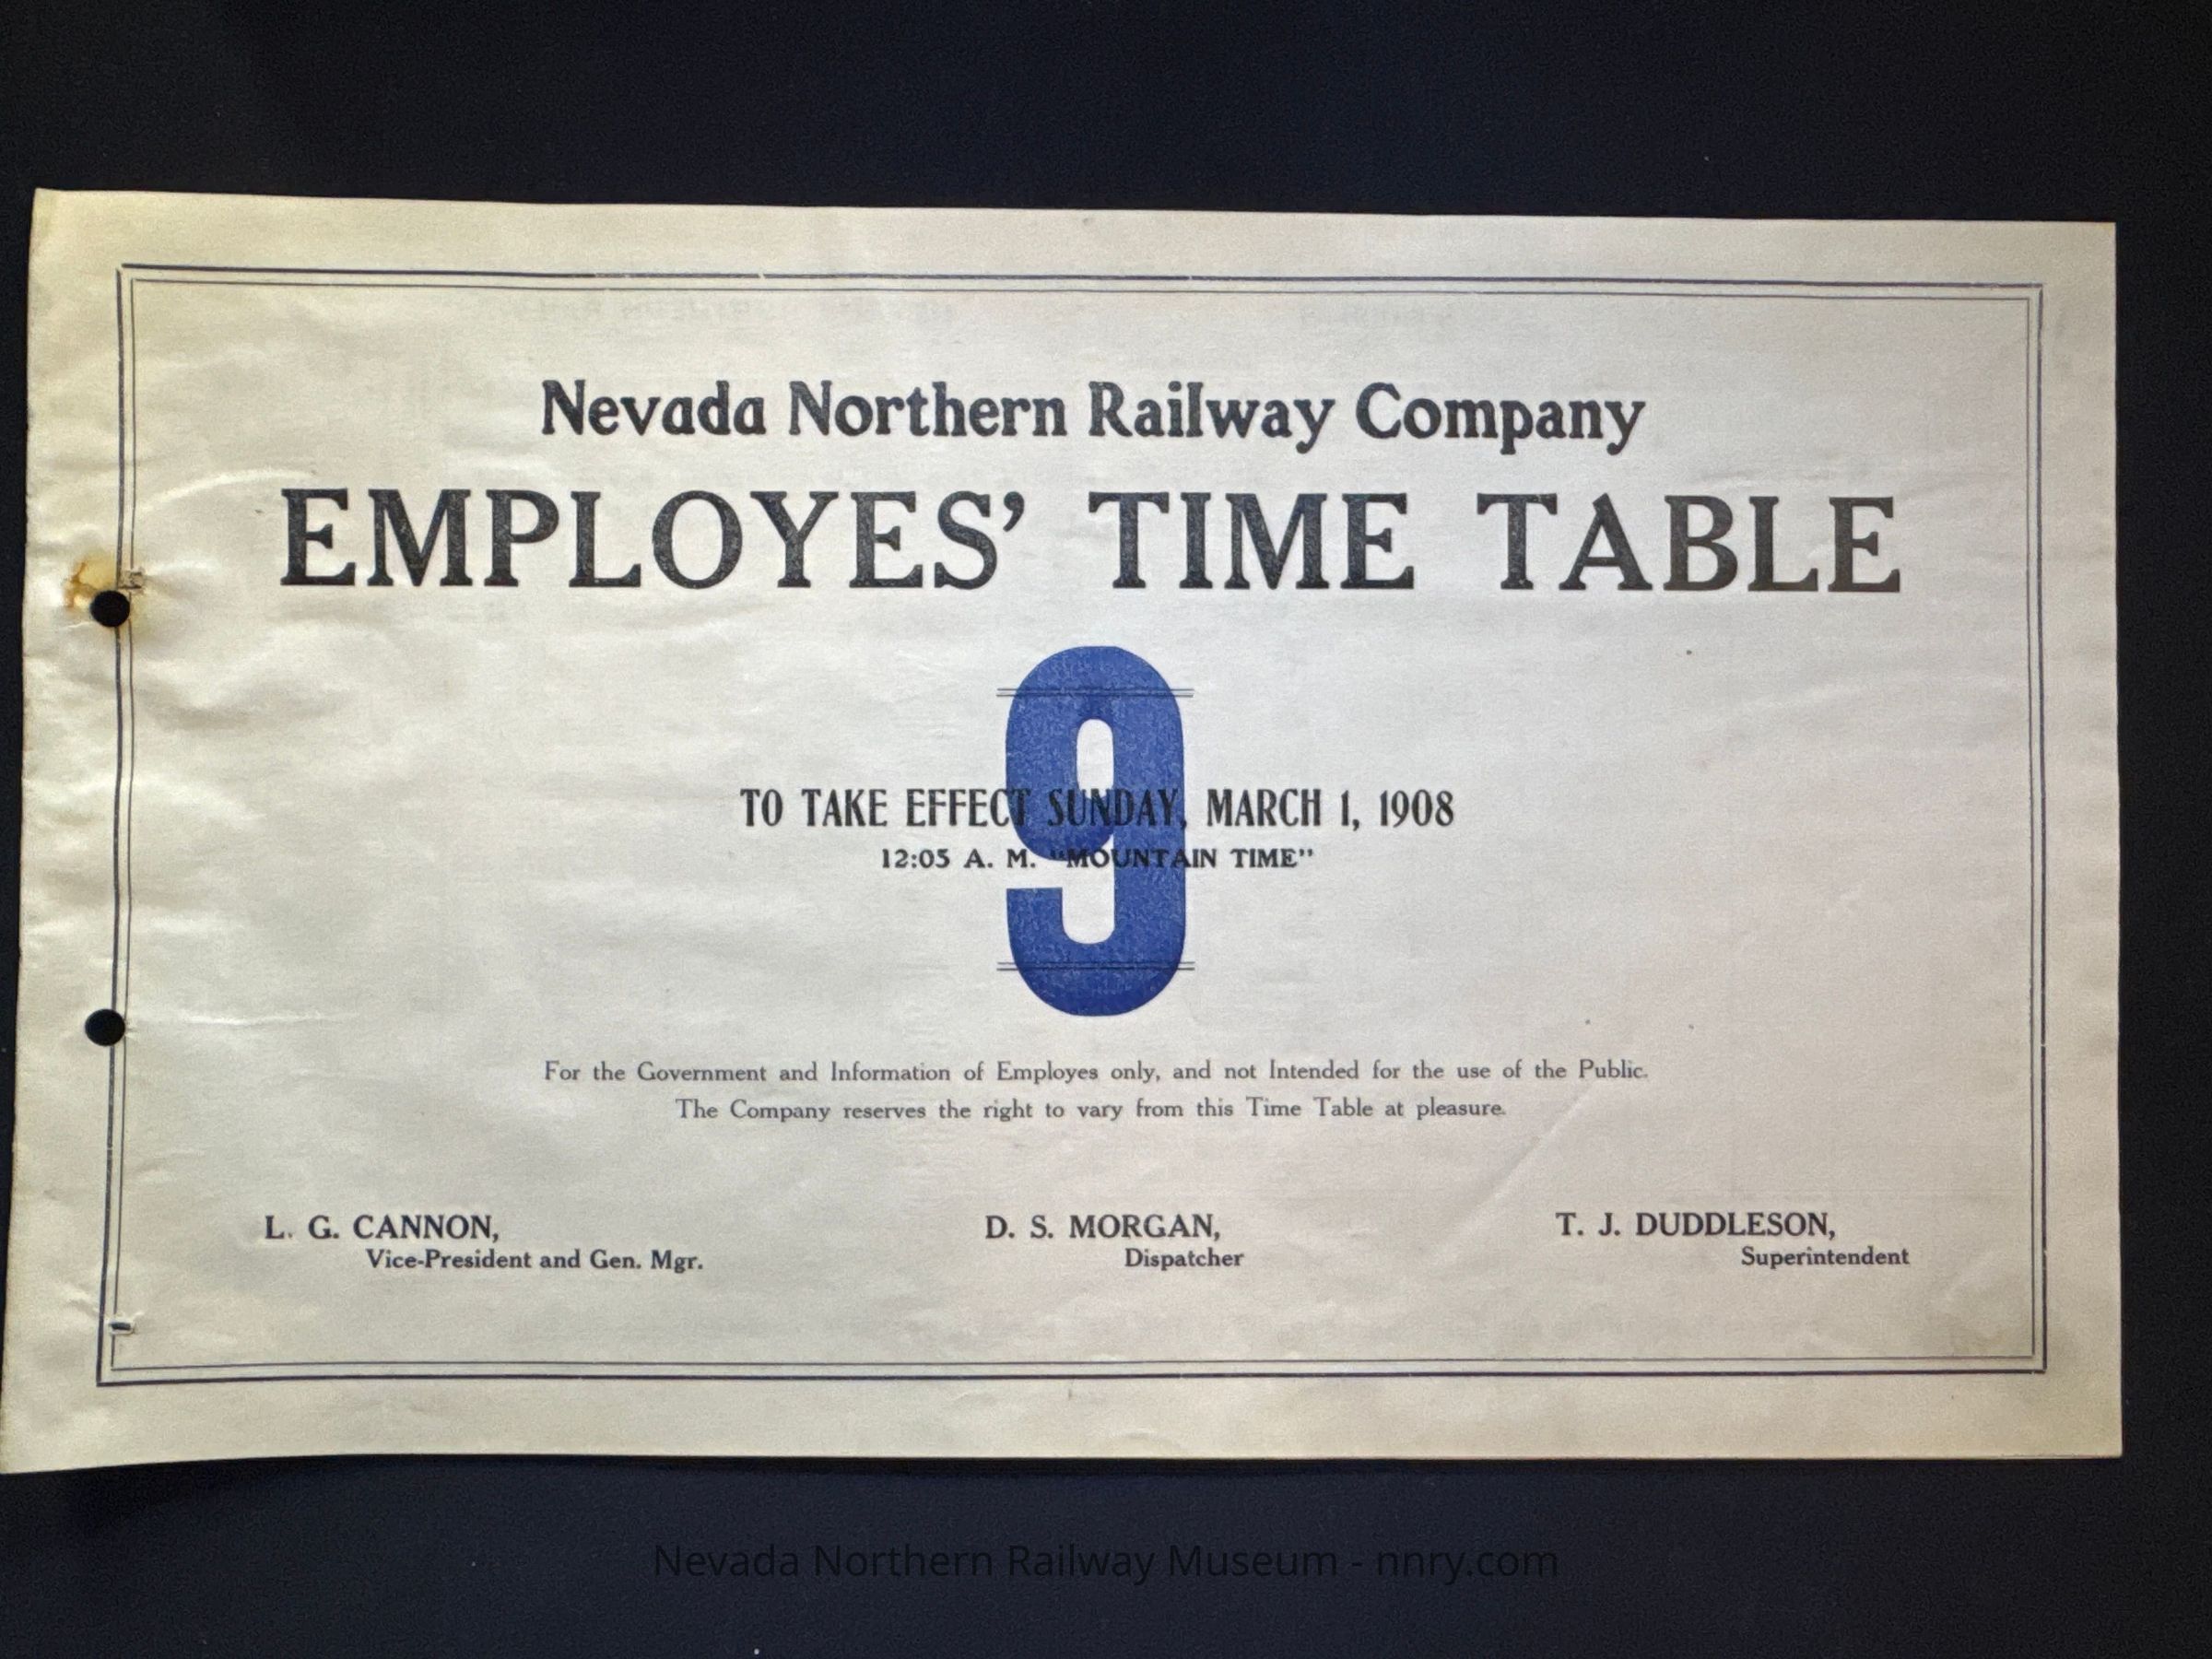 Nevada Northern Railway Company
EMPLOYES' TIME TABLE
9
TO TAKE EFFECT SUNDAY, MARCH 1, 1908
12:05 A. M. "MOUNTAIN TIME"
For the Government and Information of Employes only, and not Intended for the use of the Public.
The Company reserves the right to vary from this Time Table at pleasure.
L. G. CANNON,
Vice-President and Gen. Mgr.
D. S. MORGAN,
Dispatcher
T. J. DUDDLESON,
Superintendent
Nevada Northern Railway Museum - nnry.com